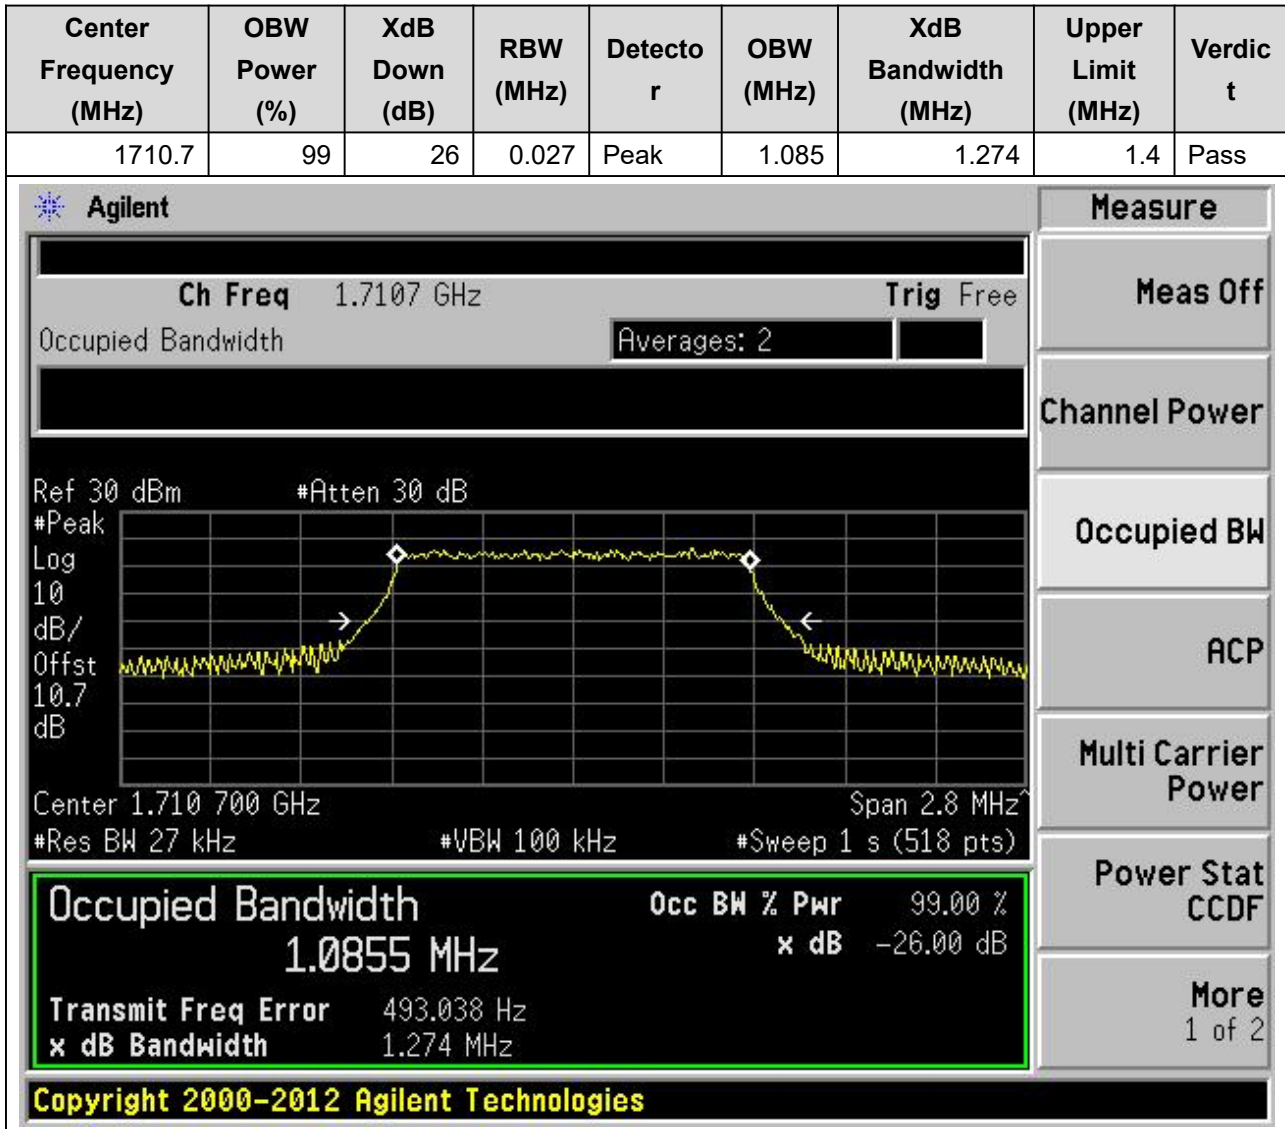 Center Frequency (MHz) OBW Power (%) XdB Down (dB) RBW (MHz) Detector OBW (MHz) XdB Bandwidth (MHz) Upper Limit (MHz) Verdict
1710.7 99 26 0.027 Peak 1.085 1.274 1.4 Pass
Agilent
Ch Freq 1.7107 GHz Trig Free
Occupied Bandwidth Averages: 2
Ref 30 dBm #Atten 30 dB
#Peak
Log
10
dB/
Offst
10.7
dB
Center 1.710 700 GHz Span 2.8 MHz^
#Res BW 27 kHz #VBW 100 kHz #Sweep 1 s (518 pts)
Occupied Bandwidth Occ BW % Pwr 99.00 %
1.0855 MHz x dB -26.00 dB
Transmit Freq Error 493.038 Hz
x dB Bandwidth 1.274 MHz
Copyright 2000-2012 Agilent Technologies
Measure
Meas Off
Channel Power
Occupied BW
ACP
Multi Carrier
Power
Power Stat
CCDF
More
1 of 2